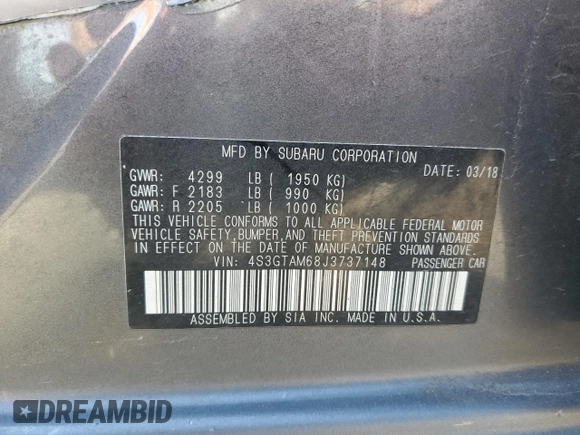 MFD BY SUBARU CORPORATION
GVWR: 4299 LB ( 1950 KG) DATE: 03/18
GAWR: F 2183 LB ( 990 KG)
GAWR: R 2205 LB ( 1000 KG)
THIS VEHICLE CONFORMS TO ALL APPLICABLE FEDERAL MOTOR
VEHICLE SAFETY, BUMPER, AND THEFT PREVENTION STANDARDS
IN EFFECT ON THE DATE OF MANUFACTURE SHOWN ABOVE.
VIN: 4S3GTAM68J3737148 PASSENGER CAR
ASSEMBLED BY SIA INC. MADE IN U.S.A.
DREAMBID